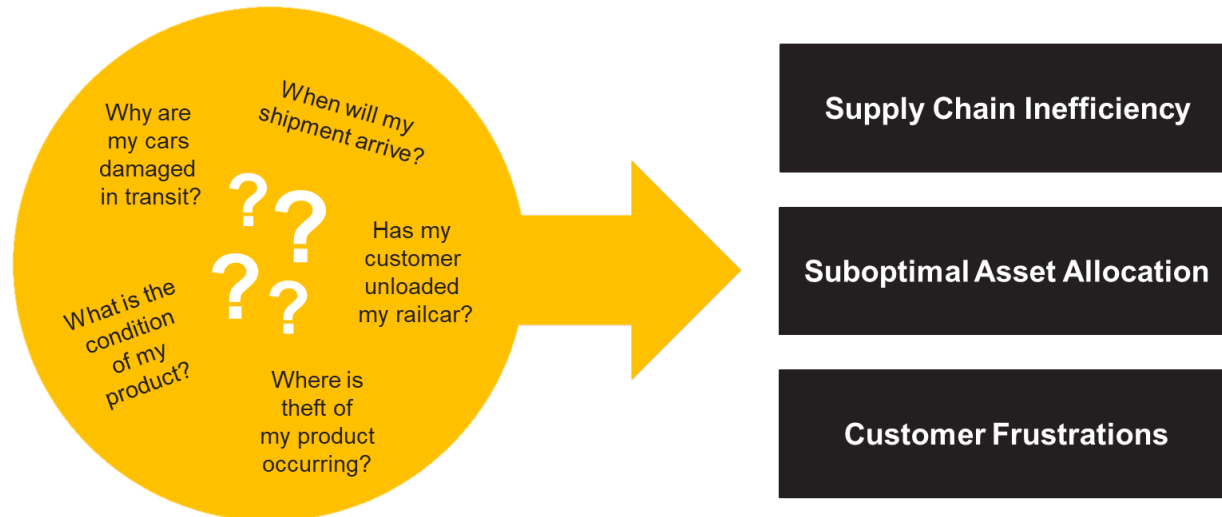 Why are
my cars
damaged
in transit?
When will my
shipment arrive?
? ?
? ?
Has my
customer
unloaded
my railcar?
What is the
condition
of my
product?
Where is
theft of
my product
occurring?
Supply Chain Inefficiency
Suboptimal Asset Allocation
Customer Frustrations